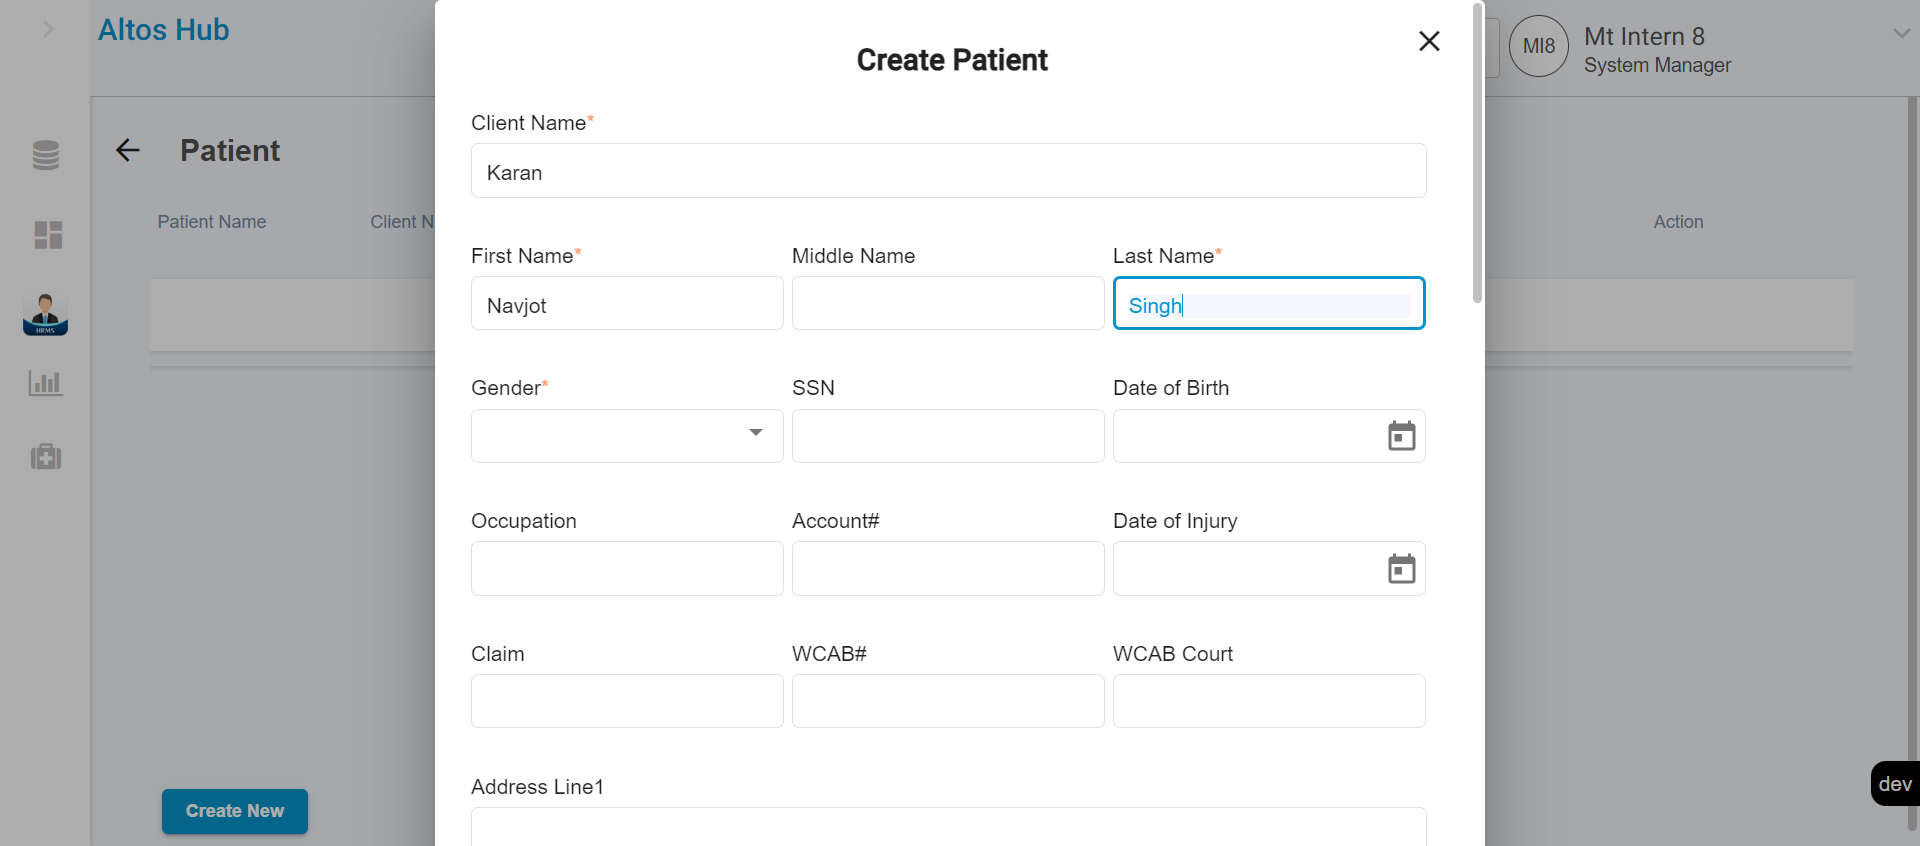 Altos Hub
Create Patient
MI8
Mt Intern 8
System Manager
Client Name*
Karan
Patient
Patient Name
Client N
Action
First Name*
Middle Name
Last Name*
Navjot
Singh
HRMS
Gender*
SSN
Date of Birth
Occupation
Account#
Date of Injury
Claim
WCAB#
WCAB Court
Address Line1
dev
Create New